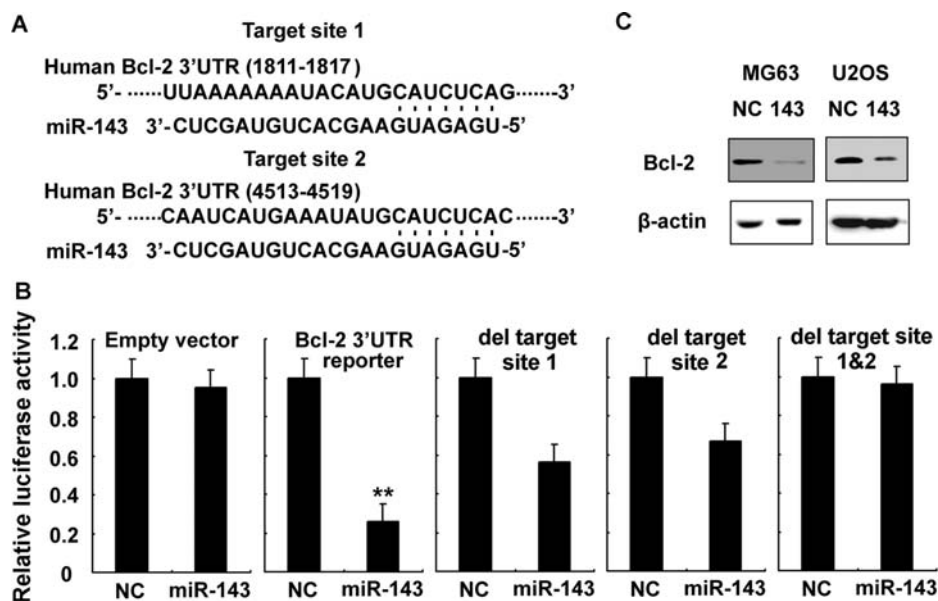 A
Target site 1
Human Bcl-2 3'UTR (1811-1817)
5'- ······UUAAAAAAAUACAUGCAUCUCAG·······-3'
miR-143 3'-CUCGAUGUCACGAAGUAGAGU-5'
Target site 2
Human Bcl-2 3'UTR (4513-4519)
5'- ······CAAUCAUGAAAUAUGCAUCUCAC·······-3'
miR-143 3'-CUCGAUGUCACGAAGUAGAGU-5'
C
MG63 U2OS
NC 143 NC 143
Bcl-2
β-actin
B
Relative luciferase activity
1.2
1.0
0.8
0.6
0.4
0.2
0
Empty vector
NC miR-143
Bcl-2 3'UTR
reporter
**
NC miR-143
del target
site 1
NC miR-143
del target
site 2
NC miR-143
del target site
1&2
NC miR-143